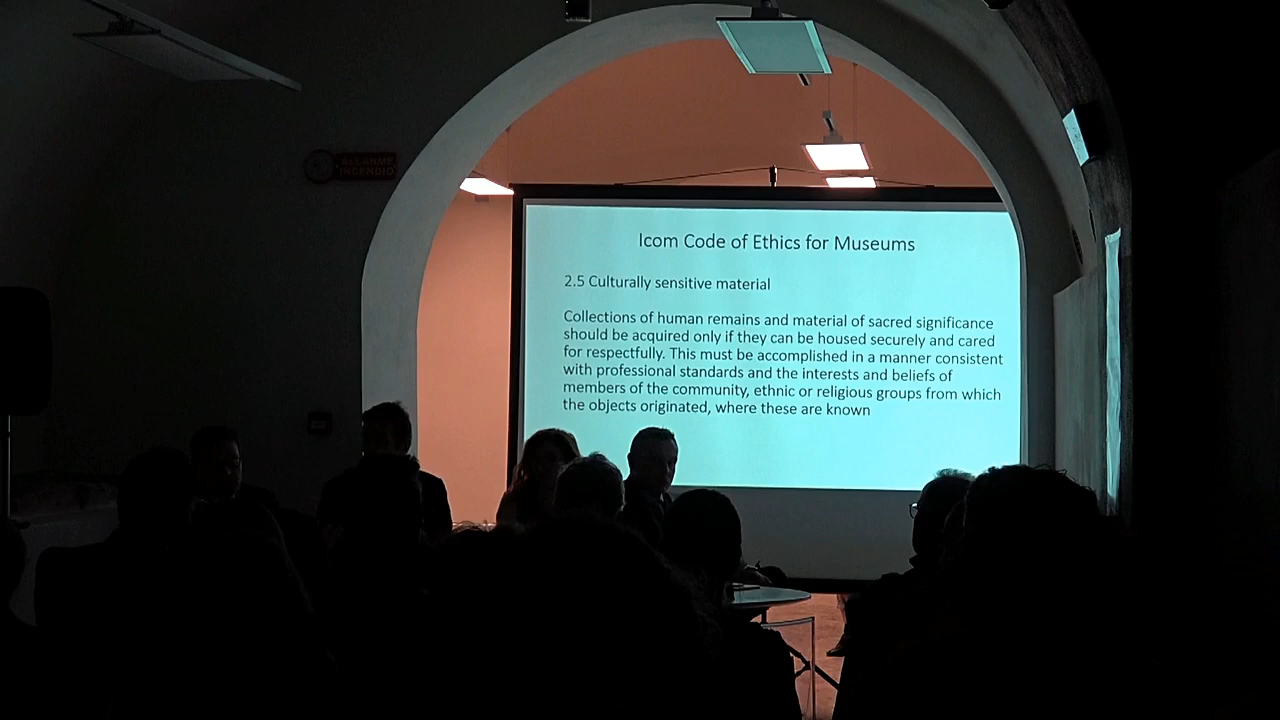 ALLARME
INCENDIO
Icom Code of Ethics for Museums
2.5 Culturally sensitive material
Collections of human remains and material of sacred significance
should be acquired only if they can be housed securely and cared
for respectfully. This must be accomplished in a manner consistent
with professional standards and the interests and beliefs of
members of the community, ethnic or religious groups from which
the objects originated, where these are known